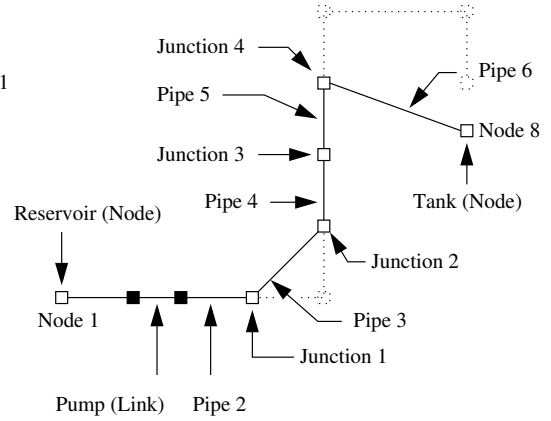 Junction 4
Pipe 6
1
Pipe 5
Node 8
Junction 3
Pipe 4
Tank (Node)
Reservoir (Node)
Junction 2
Node 1
Pipe 3
Junction 1
Pump (Link)
Pipe 2